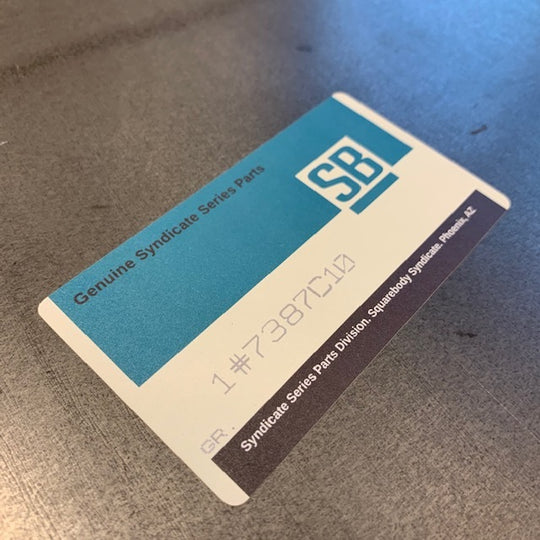 Genuine Syndicate Series Parts
SB
1#7387C10
GR.
Syndicate Series Parts Division. Squarebody Syndicate. Phoenix, AZ